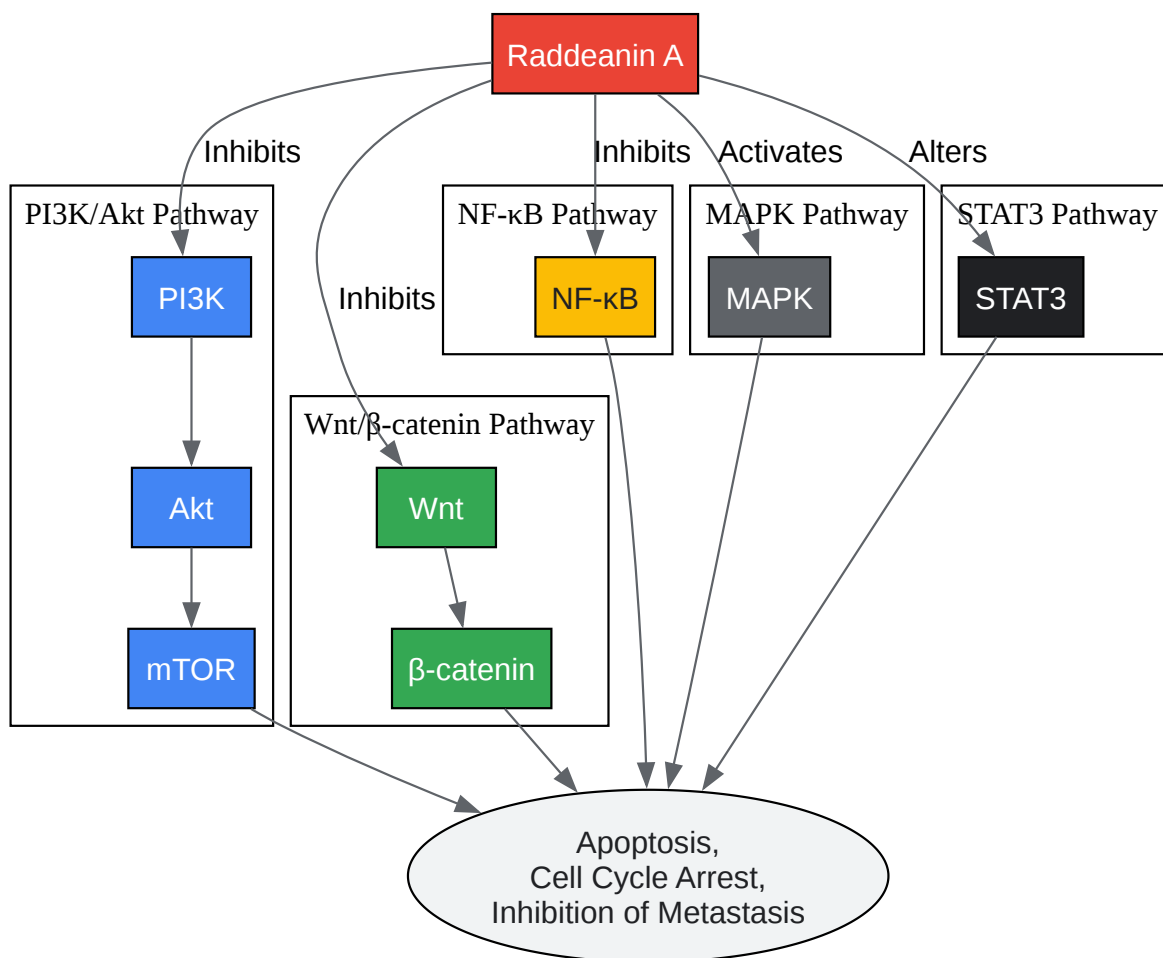 Raddeanin A
Inhibits
Inhibits
Activates
Alters
PI3K/Akt Pathway
NF-κB Pathway
MAPK Pathway
STAT3 Pathway
PI3K
Inhibits
NF-κB
MAPK
STAT3
Wnt/β-catenin Pathway
Akt
Wnt
mTOR
β-catenin
Apoptosis,
Cell Cycle Arrest,
Inhibition of Metastasis